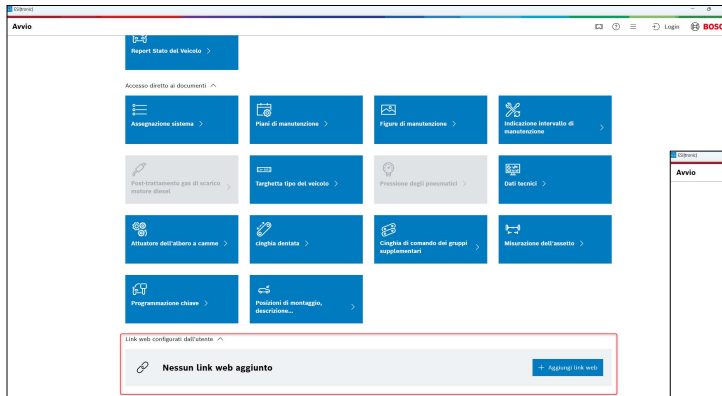 ES[tronic]
Avvio
Login
BOSC
Report Stato del Veicolo
Accesso diretto ai documenti
Assegnazione sistema
Piani di manutenzione
Figure di manutenzione
Indicazione intervallo di
manutenzione
Post-trattamento gas di scarico
motore diesel
Targhetta tipo del veicolo
Pressione degli pneumatici
Dati tecnici
Attuatore dell'albero a camme
cinghia dentata
Cinghia di comando dei gruppi
supplementari
Misurazione dell'assetto
Programmazione chiave
Posizioni di montaggio,
descrizione...
Link web configurati dall'utente
Nessun link web aggiunto
+ Aggiungi link web
ES[tronic]
Avvio